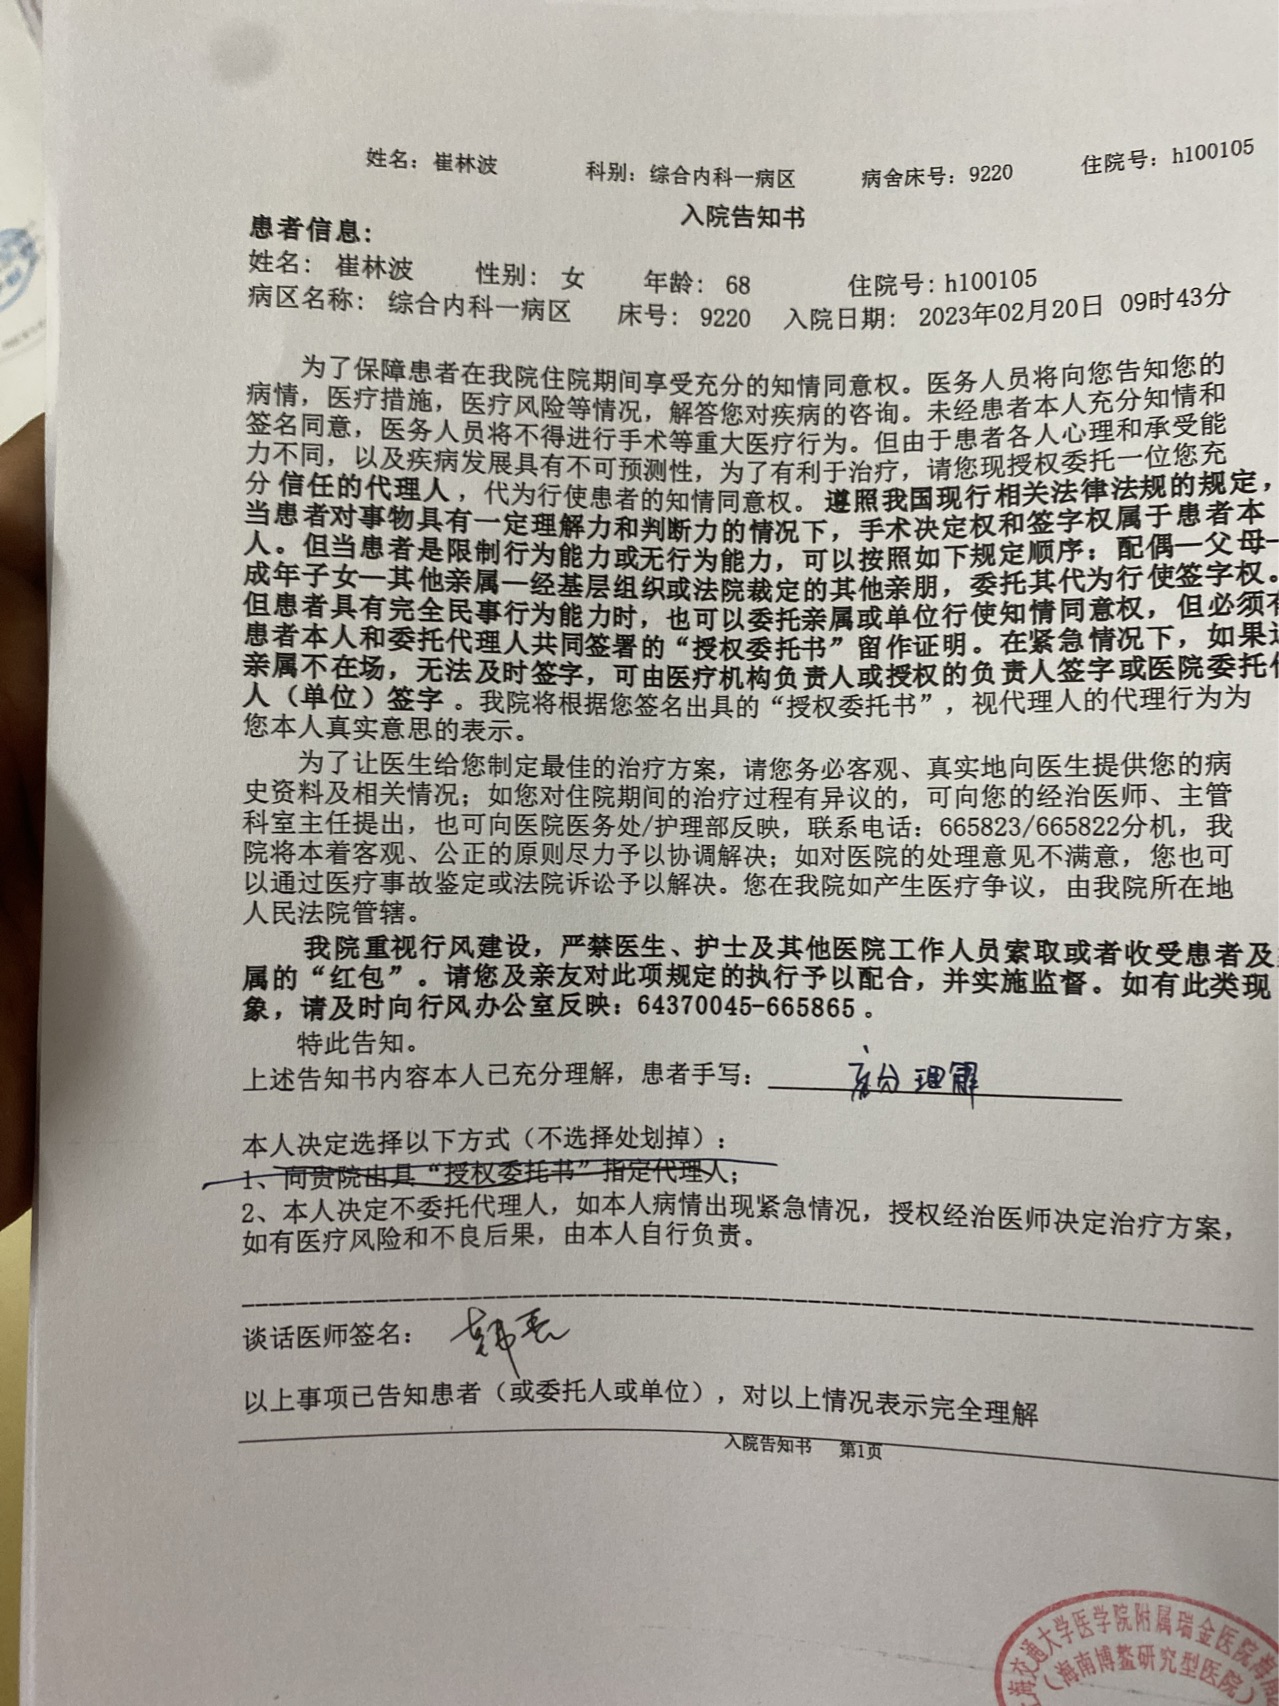 姓名：崔林波 科别：综合内科一病区 病舍床号：9220 住院号：h100105
入院告知书
患者信息：
姓名：崔林波 性别：女 年龄：68 住院号：h100105
病区名称：综合内科一病区 床号：9220 入院日期：2023年02月20日 09时43分
为了保障患者在我院住院期间享受充分的知情同意权。医务人员将向您告知您的
病情，医疗措施，医疗风险等情况，解答您对疾病的咨询。未经患者本人充分知情和
签名同意，医务人员将不得进行手术等重大医疗行为。但由于患者各人心理和承受能
力不同，以及疾病发展具有不可预测性，为了有利于治疗，请您现授权委托一位您充
分信任的代理人，代为行使患者的知情同意权。遵照我国现行相关法律法规的规定，
当患者对事物具有一定理解力和判断力的情况下，手术决定权和签字权属于患者本
人。但当患者是限制行为能力或无行为能力，可以按照如下规定顺序：配偶—父母—
成年子女—其他亲属—经基层组织或法院裁定的其他亲朋，委托其代为行使签字权。
但患者具有完全民事行为能力时，也可以委托亲属或单位行使知情同意权，但必须有
患者本人和委托代理人共同签署的“授权委托书”留作证明。在紧急情况下，如果
亲属不在场，无法及时签字，可由医疗机构负责人或授权的负责人签字或医院委托
人（单位）签字。我院将根据您签名出具的“授权委托书”，视代理人的代理行为为
您本人真实意思的表示。
为了让医生给您制定最佳的治疗方案，请您务必客观、真实地向医生提供您的病
史资料及相关情况；如您对住院期间的治疗过程有异议的，可向您的经治医师、主管
科室主任提出，也可向医院医务处/护理部反映，联系电话：665823/665822分机，我
院将本着客观、公正的原则尽力予以协调解决；如对医院的处理意见不满意，您也可
以通过医疗事故鉴定或法院诉讼予以解决。您在我院如产生医疗争议，由我院所在地
人民法院管辖。
我院重视行风建设，严禁医生、护士及其他医院工作人员索取或者收受患者及
属的“红包”。请您及亲友对此项规定的执行予以配合，并实施监督。如有此类现
象，请及时向行风办公室反映：64370045-665865。
特此告知。
上述告知书内容本人已充分理解，患者手写：充分理解
本人决定选择以下方式（不选择处划掉）：
1、向贵院出具“授权委托书”指定代理人；
2、本人决定不委托代理人，如本人病情出现紧急情况，授权经治医师决定治疗方案，
如有医疗风险和不良后果，由本人自行负责。
谈话医师签名：
以上事项已告知患者（或委托人或单位），对以上情况表示完全理解
入院告知书 第1页
海交通大学医学院附属瑞金医院海南
（海南博鳌研究型医院）